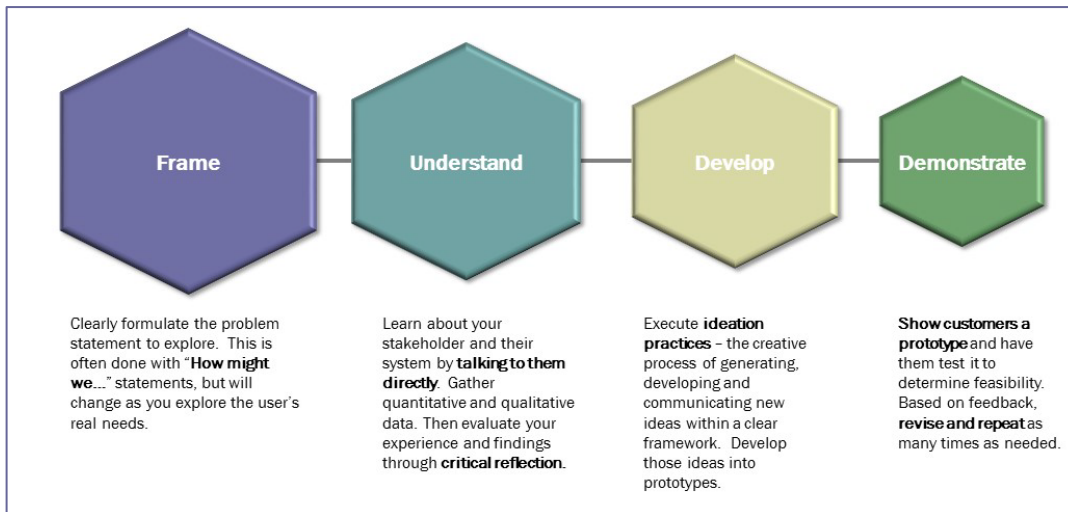 Frame
Understand
Develop
Demonstrate
Clearly formulate the problem
statement to explore.  This is
often done with “How might
we...” statements, but will
change as you explore the user’s
real needs.
Learn about your
stakeholder and their
system by talking to them
directly.  Gather
quantitative and qualitative
data. Then evaluate your
experience and findings
through critical reflection.
Execute ideation
practices – the creative
process of generating,
developing and
communicating new
ideas within a clear
framework.  Develop
those ideas into
prototypes.
Show customers a
prototype and have
them test it to
determine feasibility.
Based on feedback,
revise and repeat as
many times as needed.